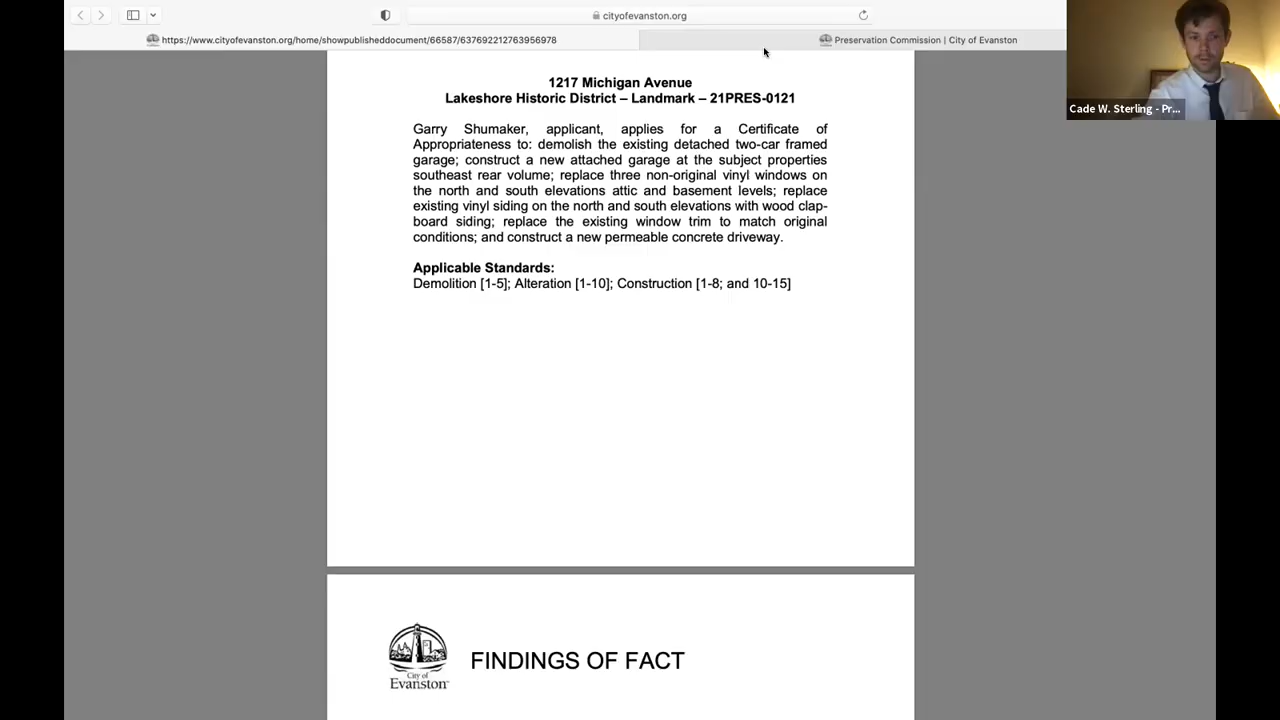 cityofevanston.org
https://www.cityofevanston.org/home/showpublisheddocument/66587/637692212763956978
Preservation Commission | City of Evanston
Cade W. Sterling - Pr...
1217 Michigan Avenue
Lakeshore Historic District – Landmark – 21PRES-0121
Garry Shumaker, applicant, applies for a Certificate of
Appropriateness to: demolish the existing detached two-car framed
garage; construct a new attached garage at the subject properties
southeast rear volume; replace three non-original vinyl windows on
the north and south elevations attic and basement levels; replace
existing vinyl siding on the north and south elevations with wood clap-
board siding; replace the existing window trim to match original
conditions; and construct a new permeable concrete driveway.
Applicable Standards:
Demolition [1-5]; Alteration [1-10]; Construction [1-8; and 10-15]
FINDINGS OF FACT
City of
Evanston